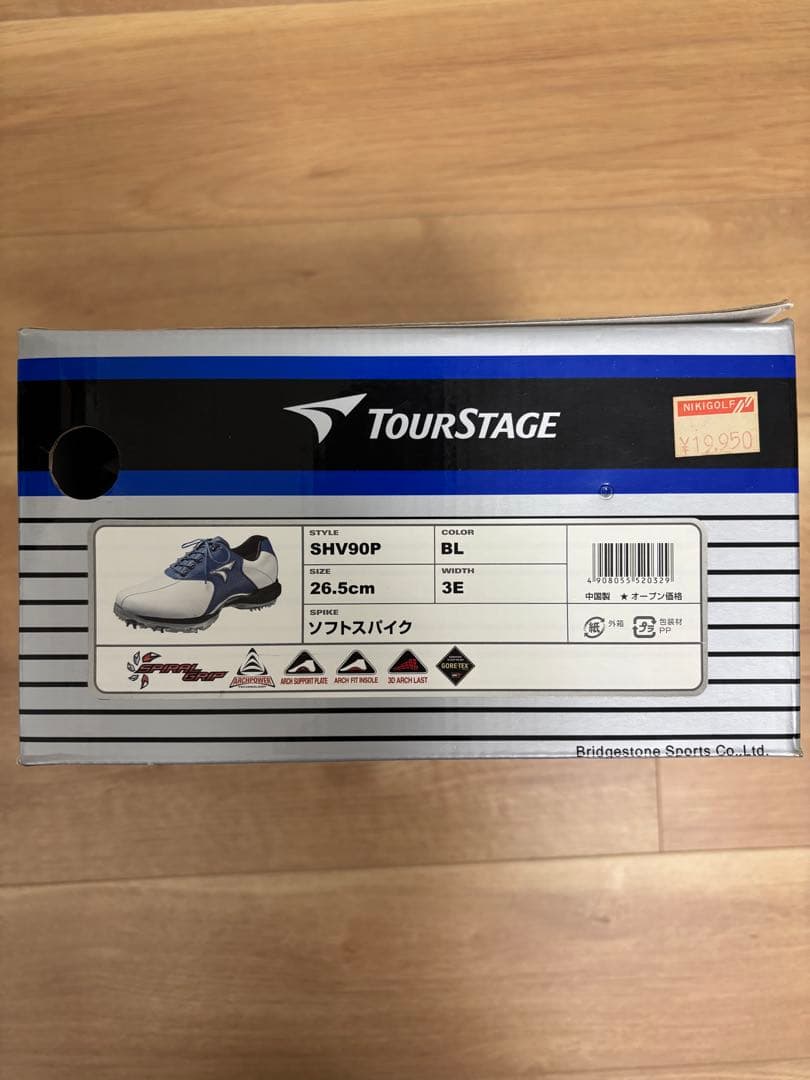 TOURSTAGE
NIKIGOLF
¥19,950
STYLE
SHV90P
COLOR
BL
SIZE
26.5cm
WIDTH
3E
SPIKE
ソフトスパイク
4 908055 520329
中国製 ★オープン価格
紙 外箱 プラ 包装材 PP
SPIRAL GRIP
ARCHPOWER
ARCH SUPPORT PLATE
ARCH FIT INSOLE
3D ARCH LAST
GORE-TEX
Bridgestone Sports Co.,Ltd.